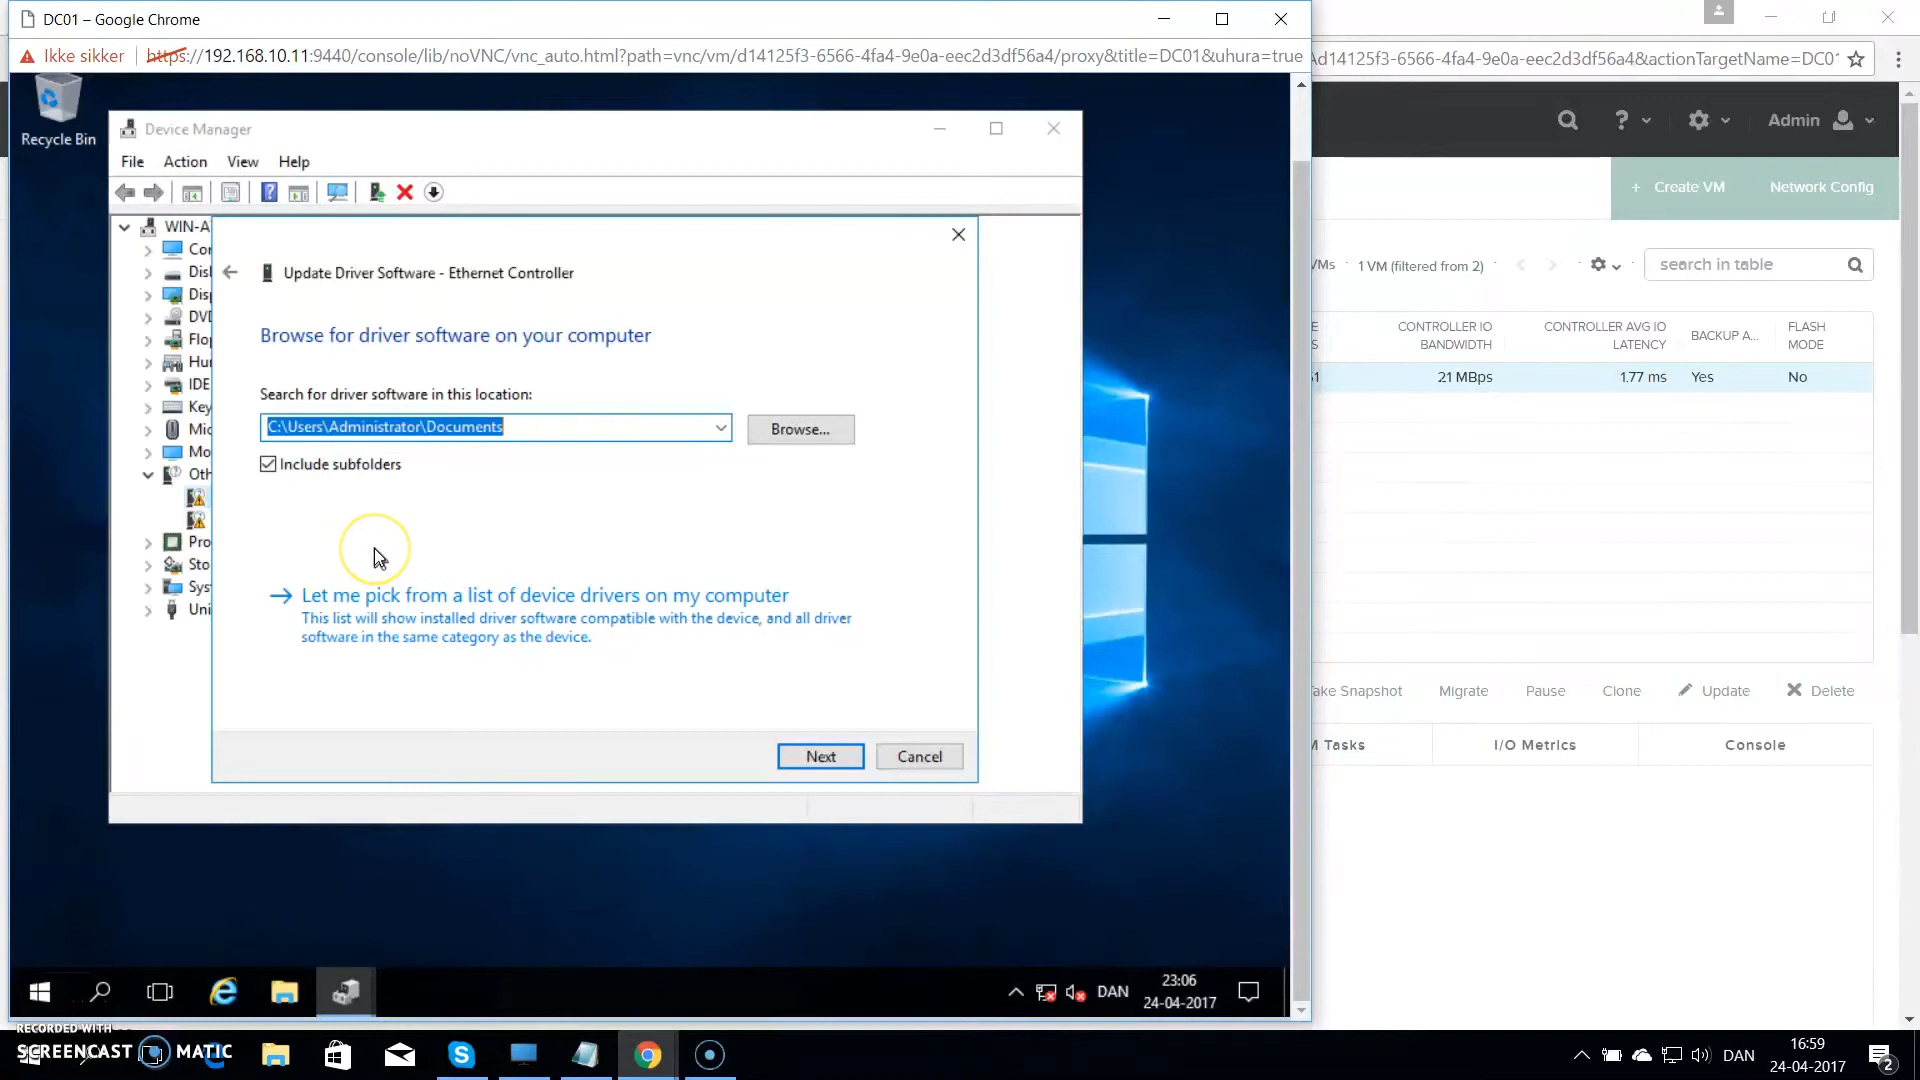 DC01 – Google Chrome
Ikke sikker
https://192.168.10.11:9440/console/lib/noVNC/vnc_auto.html?path=vnc/vm/d14125f3-6566-4fa4-9e0a-eec2d3df56a4/proxy&title=DC01&uhura=true
d14125f3-6566-4fa4-9e0a-eec2d3df56a4&actionTargetName=DC01
Recycle Bin
Device Manager
File Action View Help
? Admin
+ Create VM Network Config
WIN-A
Cor
Disl
Disp
DVD
Flop
Hur
IDE
Key
Mic
Mo
Oth
Pro
Sto
Sys
Uni
Update Driver Software - Ethernet Controller
Browse for driver software on your computer
Search for driver software in this location:
C:\Users\Administrator\Documents
Browse...
Include subfolders
Let me pick from a list of device drivers on my computer
This list will show installed driver software compatible with the device, and all driver
software in the same category as the device.
Next Cancel
VMs 1 VM (filtered from 2)
search in table
CONTROLLER IO
BANDWIDTH
CONTROLLER AVG IO
LATENCY
BACKUP A...
FLASH
MODE
21 MBps 1.77 ms Yes No
ake Snapshot Migrate Pause Clone Update Delete
M Tasks I/O Metrics Console
DAN
23:06
24-04-2017
RECORDED WITH
SCREENCAST MATIC
DAN
16:59
24-04-2017
2